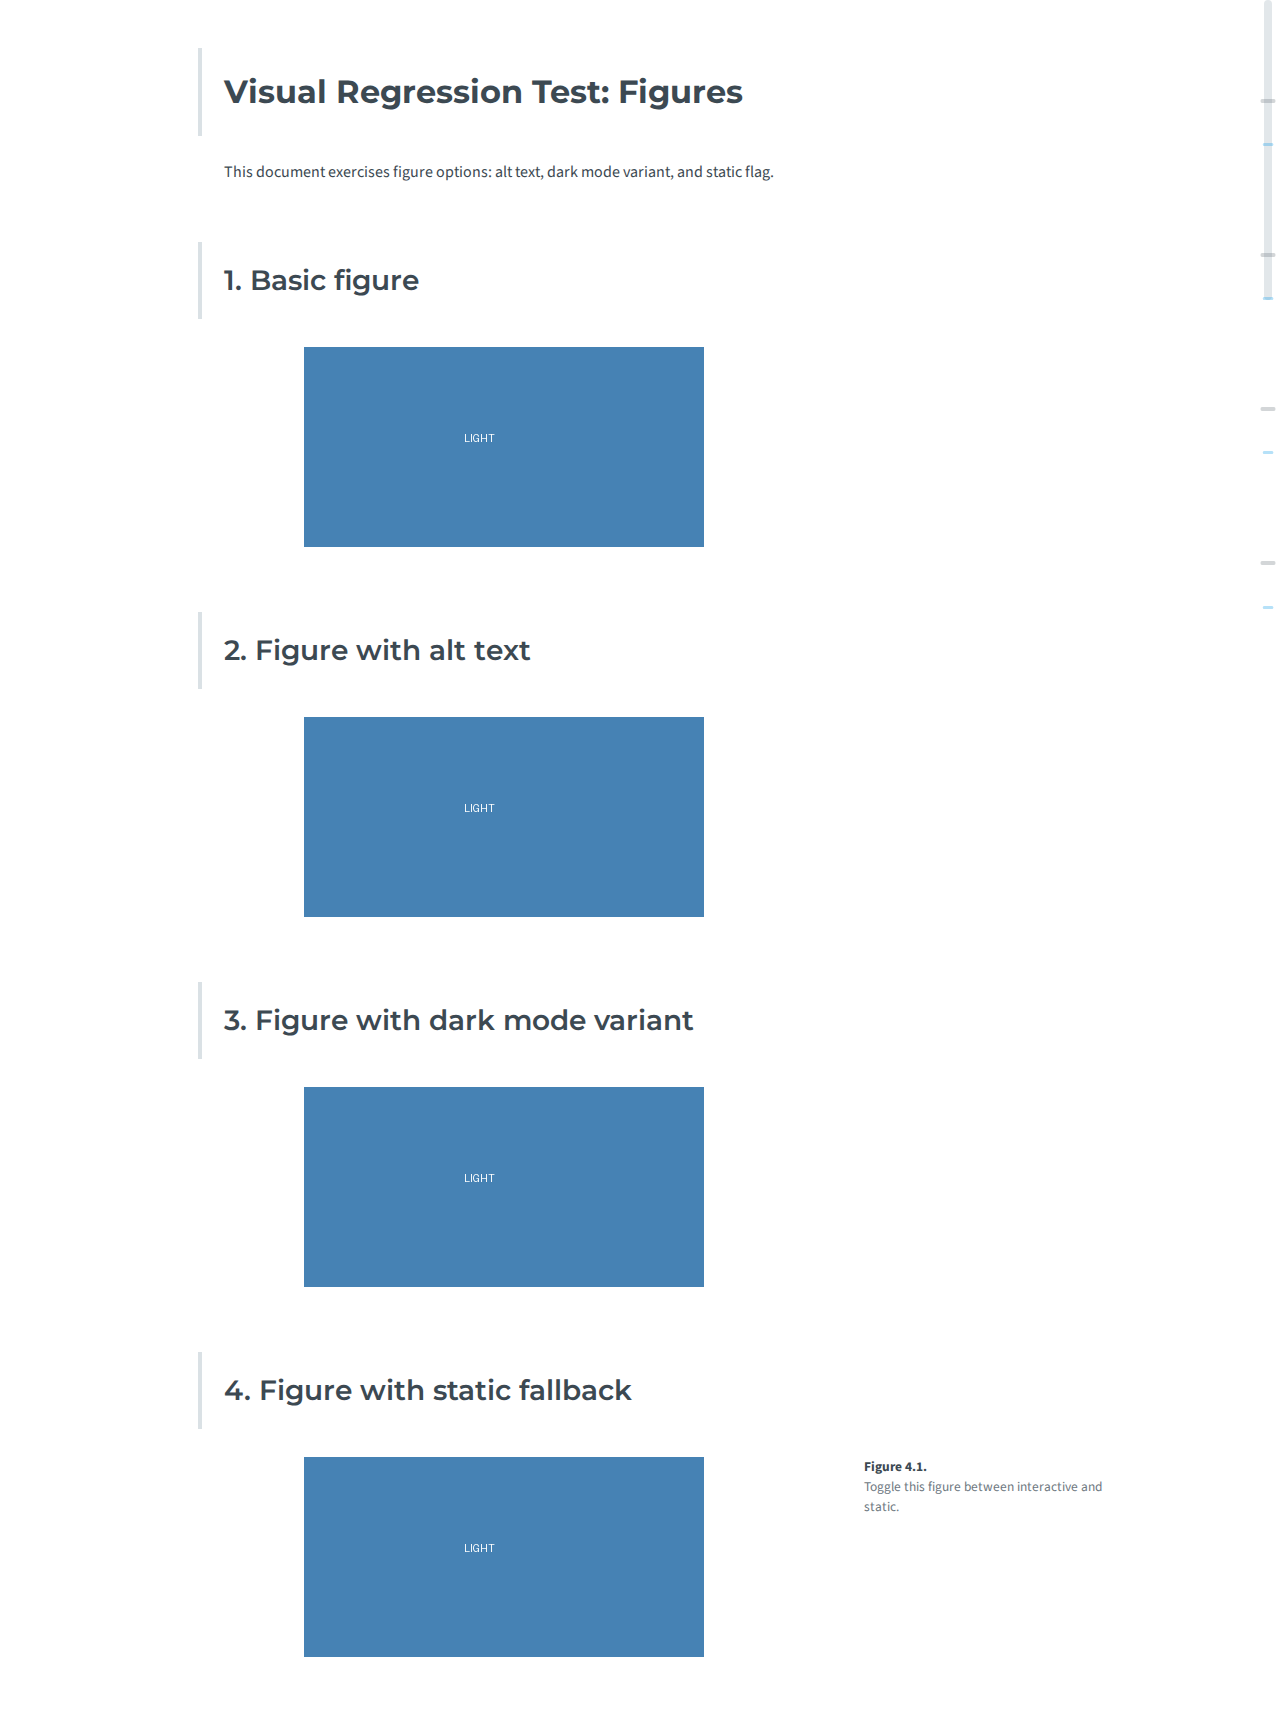 Visual Regression Test: Figures
This document exercises figure options: alt text, dark mode variant, and static flag.
1. Basic figure
LIGHT
2. Figure with alt text
LIGHT
3. Figure with dark mode variant
LIGHT
4. Figure with static fallback
LIGHT
Figure 4.1.
Toggle this figure between interactive and
static.